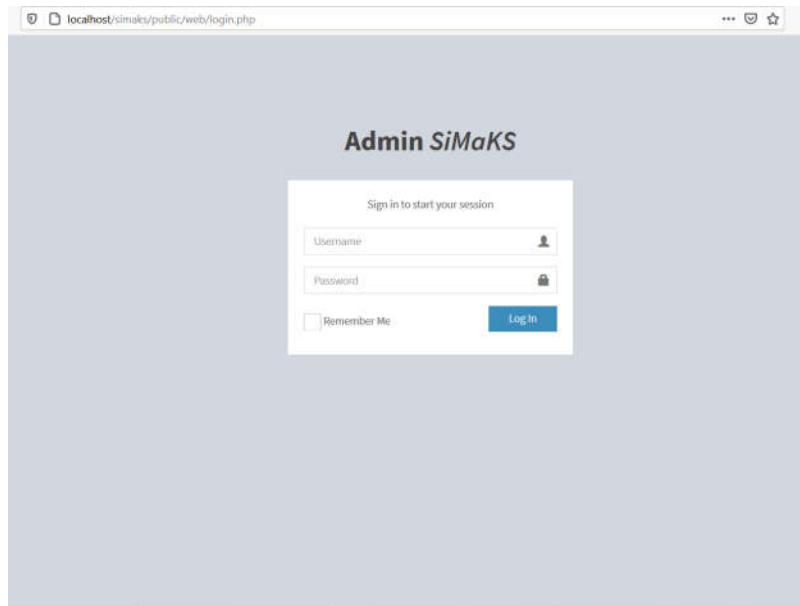 localhost/simaks/public/web/login.php
Admin SiMaKS
Sign in to start your session
Username
Password
Remember Me
Log In